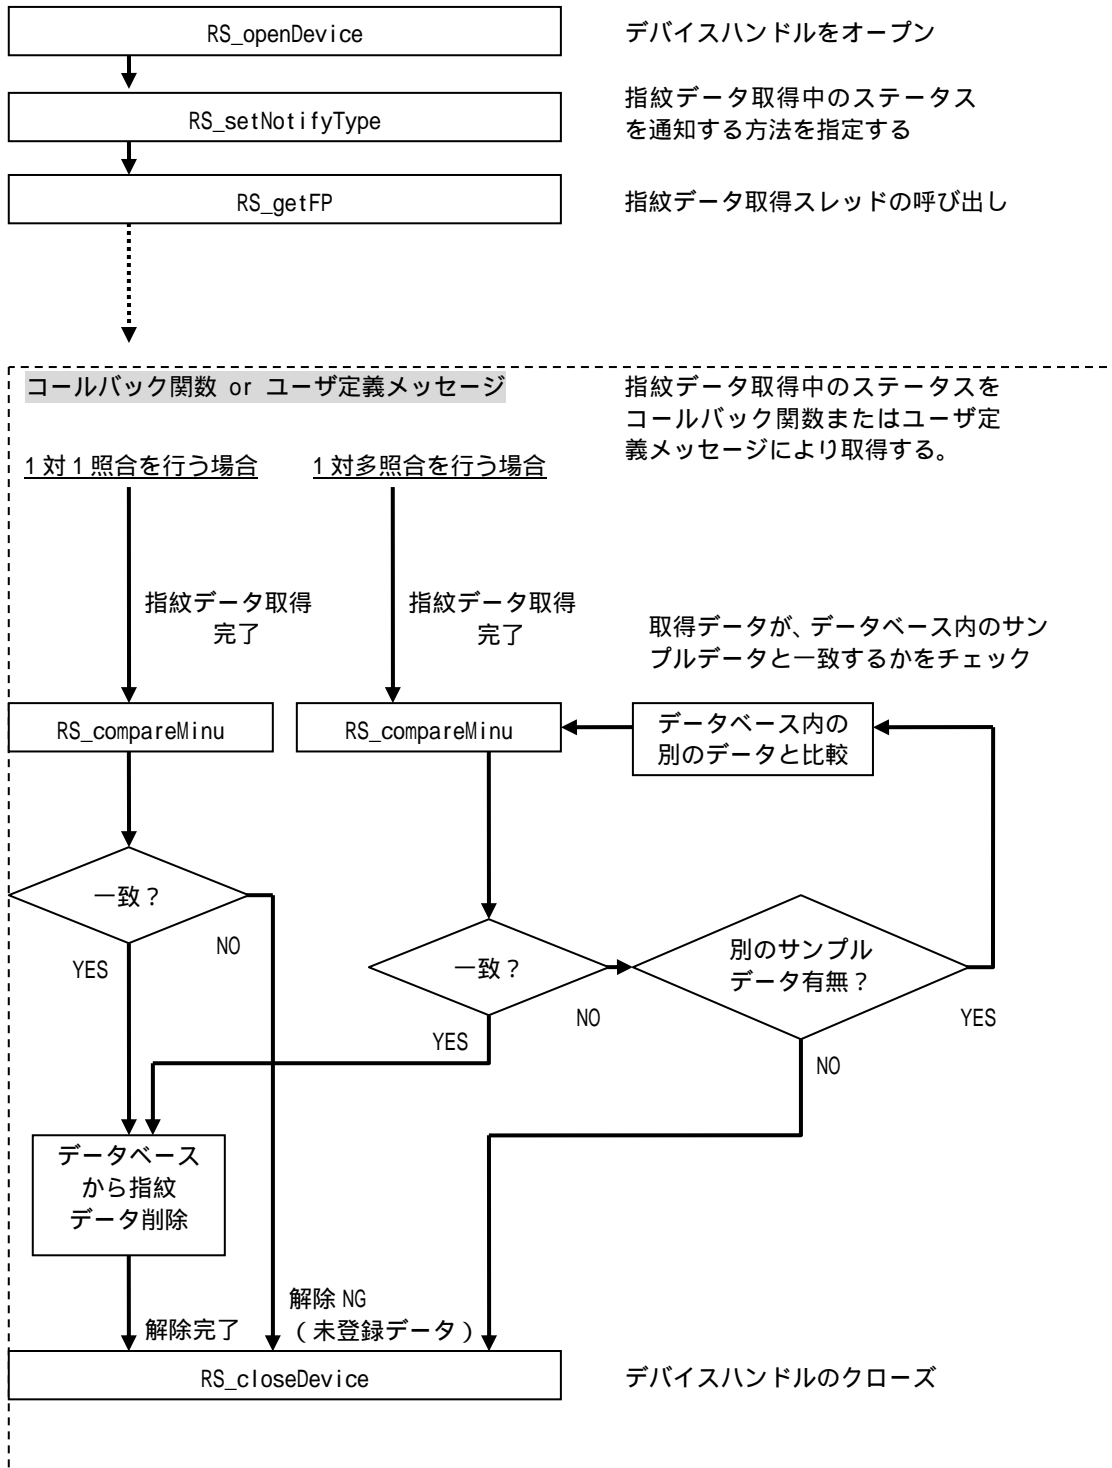 RS_openDevice
デバイスハンドルをオープン
RS_setNotifyType
指紋データ取得中のステータス
を通知する方法を指定する
RS_getFP
指紋データ取得スレッドの呼び出し
コールバック関数 or ユーザ定義メッセージ
指紋データ取得中のステータスを
コールバック関数またはユーザ定
義メッセージにより取得する。
1対1照合を行う場合
1対多照合を行う場合
指紋データ取得
完了
指紋データ取得
完了
取得データが、データベース内のサン
プルデータと一致するかをチェック
RS_compareMinu
RS_compareMinu
データベース内の
別のデータと比較
一致?
NO
YES
一致?
NO
YES
別のサンプル
データ有無?
YES
NO
データベース
から指紋
データ削除
解除完了
解除 NG
(未登録データ)
RS_closeDevice
デバイスハンドルのクローズ